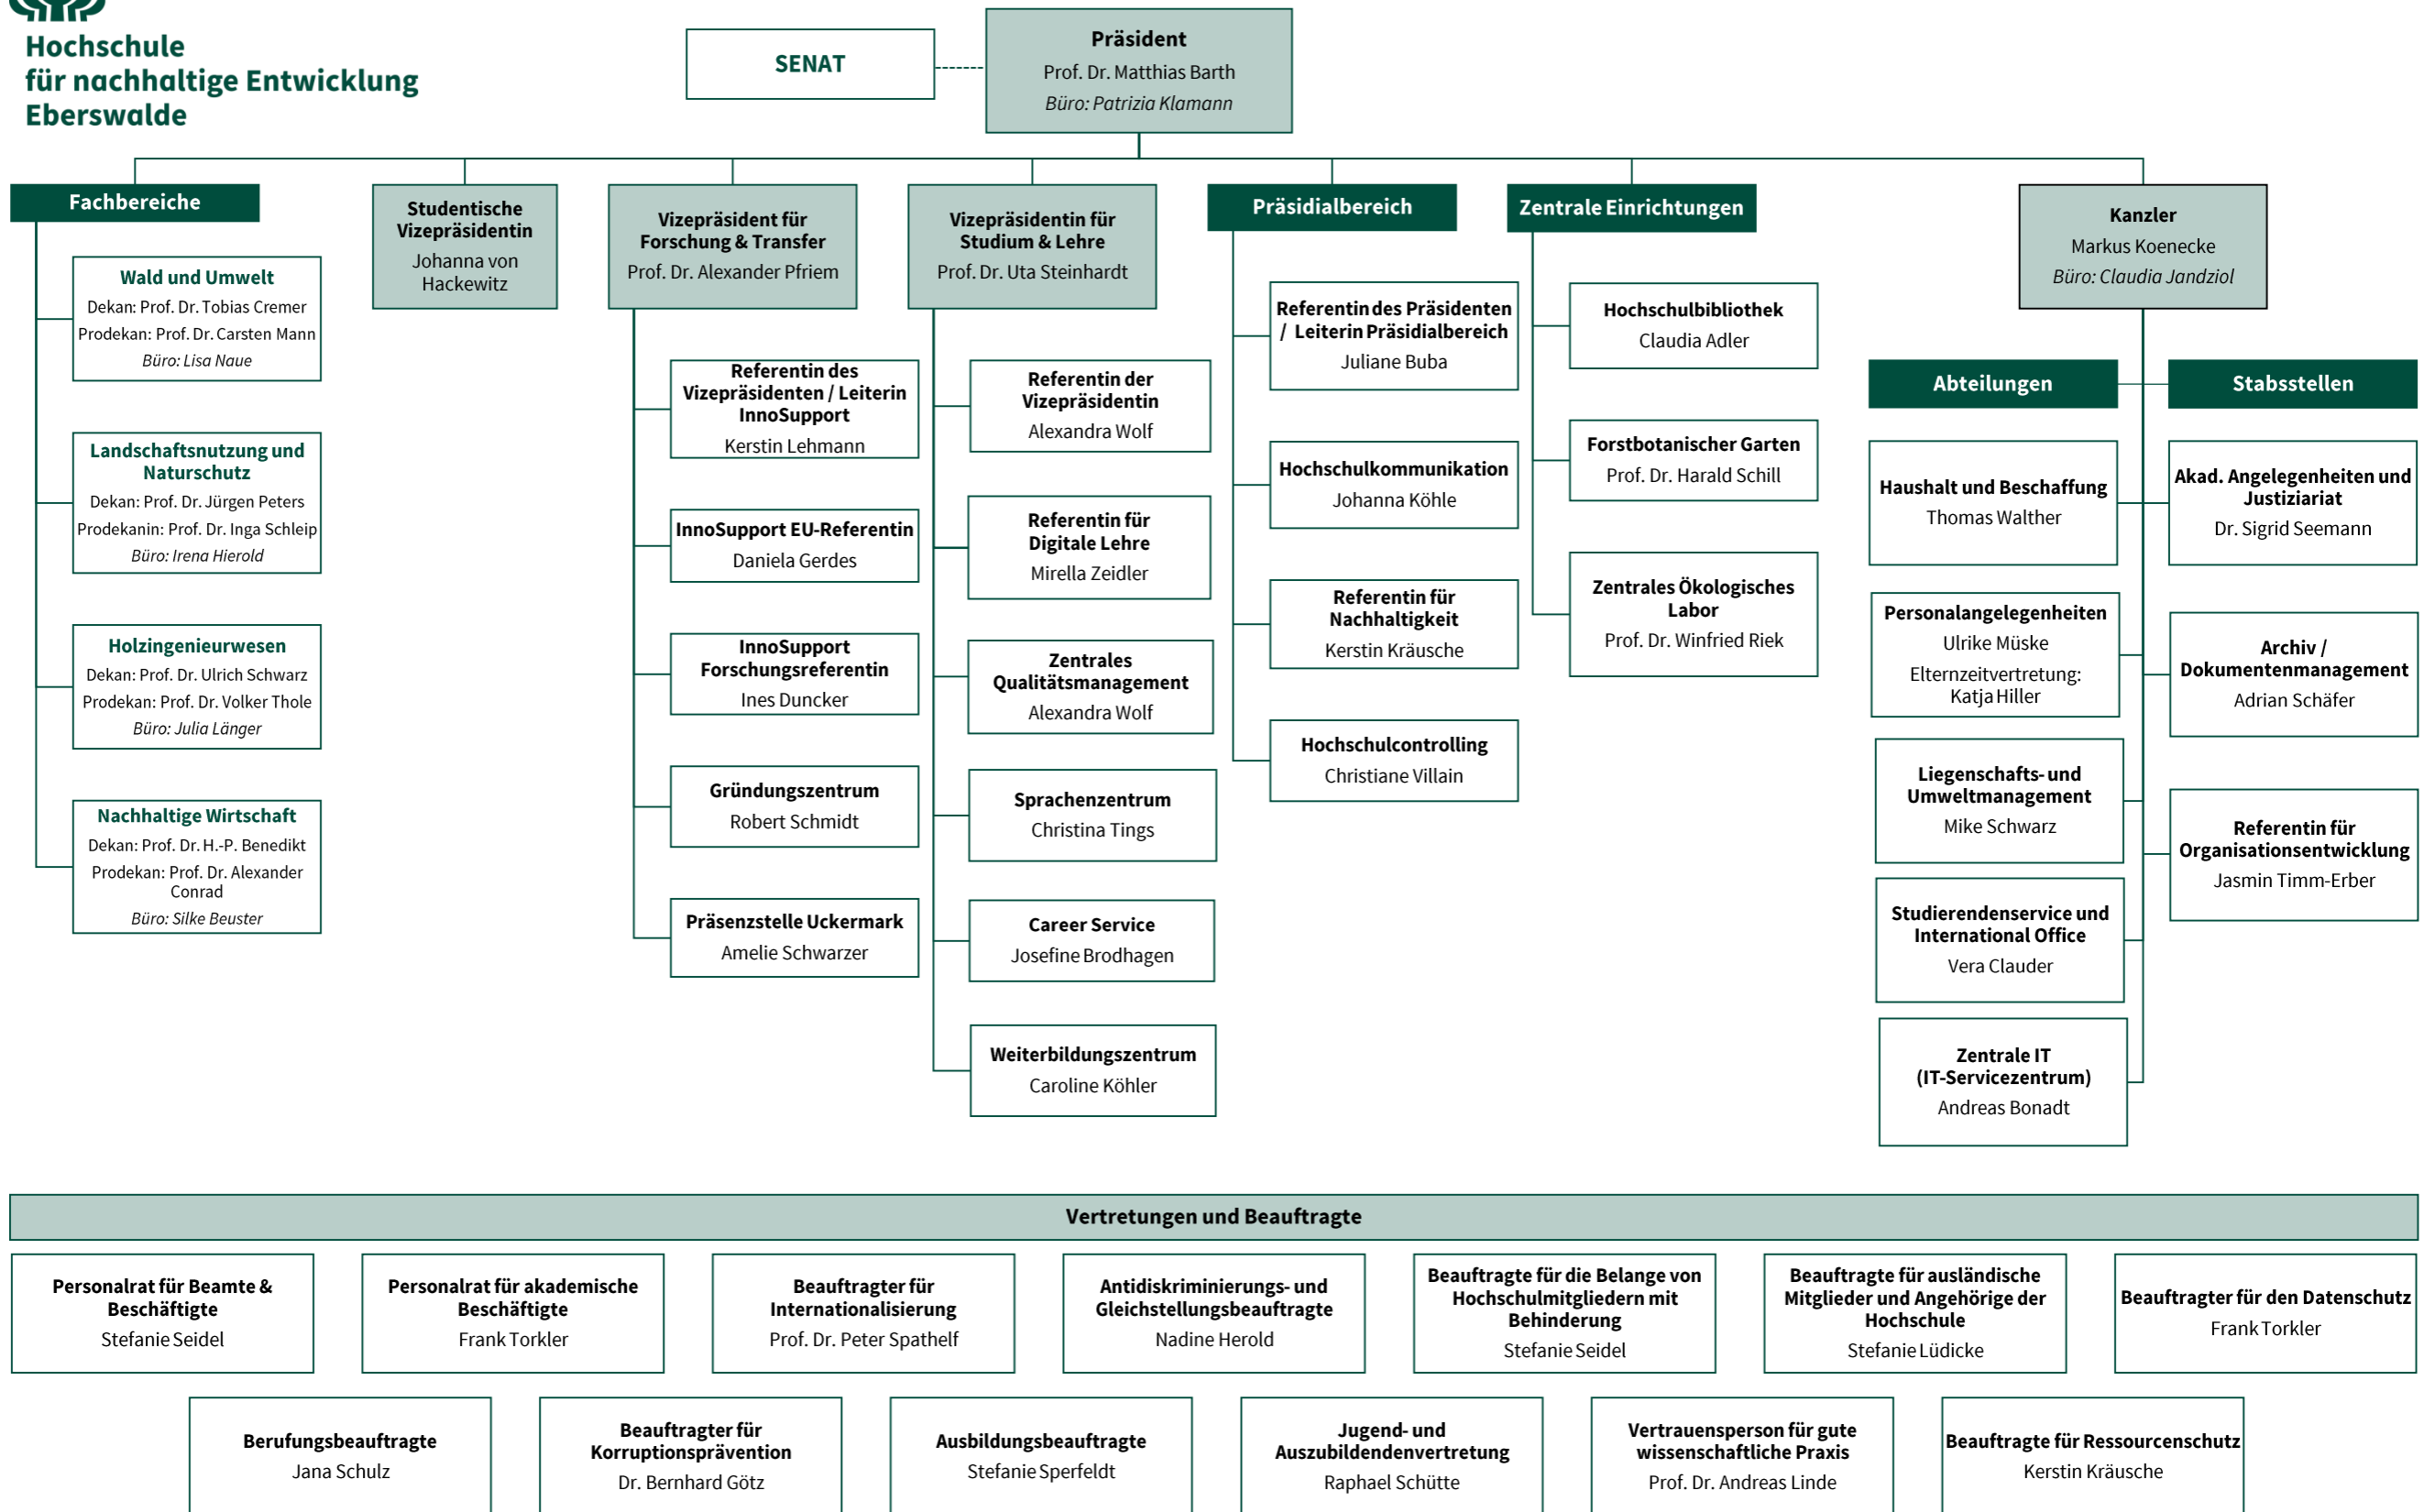 Hochschule
für nachhaltige Entwicklung
Eberswalde
SENAT
Präsident
Prof. Dr. Matthias Barth
Büro: Patrizia Klamann
Fachbereiche
Wald und Umwelt
Dekan: Prof. Dr. Tobias Cremer
Prodekan: Prof. Dr. Carsten Mann
Büro: Lisa Naue
Landschaftsnutzung und
Naturschutz
Dekan: Prof. Dr. Jürgen Peters
Prodekanin: Prof. Dr. Inga Schleip
Büro: Irena Hierold
Holzingenieurwesen
Dekan: Prof. Dr. Ulrich Schwarz
Prodekan: Prof. Dr. Volker Thole
Büro: Julia Länger
Nachhaltige Wirtschaft
Dekan: Prof. Dr. H.-P. Benedikt
Prodekan: Prof. Dr. Alexander
Conrad
Büro: Silke Beuster
Studentische
Vizepräsidentin
Johanna von
Hackewitz
Vizepräsident für
Forschung & Transfer
Prof. Dr. Alexander Pfriem
Referentin des
Vizepräsidenten / Leiterin
InnoSupport
Kerstin Lehmann
InnoSupport EU-Referentin
Daniela Gerdes
InnoSupport
Forschungsreferentin
Ines Duncker
Gründungszentrum
Robert Schmidt
Präsenzstelle Uckermark
Amelie Schwarzer
Vizepräsidentin für
Studium & Lehre
Prof. Dr. Uta Steinhardt
Referentin der
Vizepräsidentin
Alexandra Wolf
Referentin für
Digitale Lehre
Mirella Zeidler
Zentrales
Qualitätsmanagement
Alexandra Wolf
Sprachenzentrum
Christina Tings
Career Service
Josefine Brodhagen
Weiterbildungszentrum
Caroline Köhler
Präsidialbereich
Referentin des Präsidenten
/ Leiterin Präsidialbereich
Juliane Buba
Hochschulkommunikation
Johanna Köhle
Referentin für
Nachhaltigkeit
Kerstin Kräusche
Hochschulcontrolling
Christiane Villain
Zentrale Einrichtungen
Hochschulbibliothek
Claudia Adler
Forstbotanischer Garten
Prof. Dr. Harald Schill
Zentrales Ökologisches
Labor
Prof. Dr. Winfried Riek
Kanzler
Markus Koenecke
Büro: Claudia Jandziol
Abteilungen
Haushalt und Beschaffung
Thomas Walther
Personalangelegenheiten
Ulrike Müske
Elternzeitvertretung:
Katja Hiller
Liegenschafts- und
Umweltmanagement
Mike Schwarz
Studierendenservice und
International Office
Vera Clauder
Zentrale IT
(IT-Servicezentrum)
Andreas Bonadt
Stabsstellen
Akad. Angelegenheiten und
Justiziariat
Dr. Sigrid Seemann
Archiv /
Dokumentenmanagement
Adrian Schäfer
Referentin für
Organisationsentwicklung
Jasmin Timm-Erber
Vertretungen und Beauftragte
Personalrat für Beamte &
Beschäftigte
Stefanie Seidel
Personalrat für akademische
Beschäftigte
Frank Torkler
Beauftragter für
Internationalisierung
Prof. Dr. Peter Spathelf
Antidiskriminierungs- und
Gleichstellungsbeauftragte
Nadine Herold
Beauftragte für die Belange von
Hochschulmitgliedern mit
Behinderung
Stefanie Seidel
Beauftragte für ausländische
Mitglieder und Angehörige der
Hochschule
Stefanie Lüdicke
Beauftragter für den Datenschutz
Frank Torkler
Berufungsbeauftragte
Jana Schulz
Beauftragter für
Korruptionsprävention
Dr. Bernhard Götz
Ausbildungsbeauftragte
Stefanie Sperfeldt
Jugend- und
Auszubildendenvertretung
Raphael Schütte
Vertrauensperson für gute
wissenschaftliche Praxis
Prof. Dr. Andreas Linde
Beauftragte für Ressourcenschutz
Kerstin Kräusche